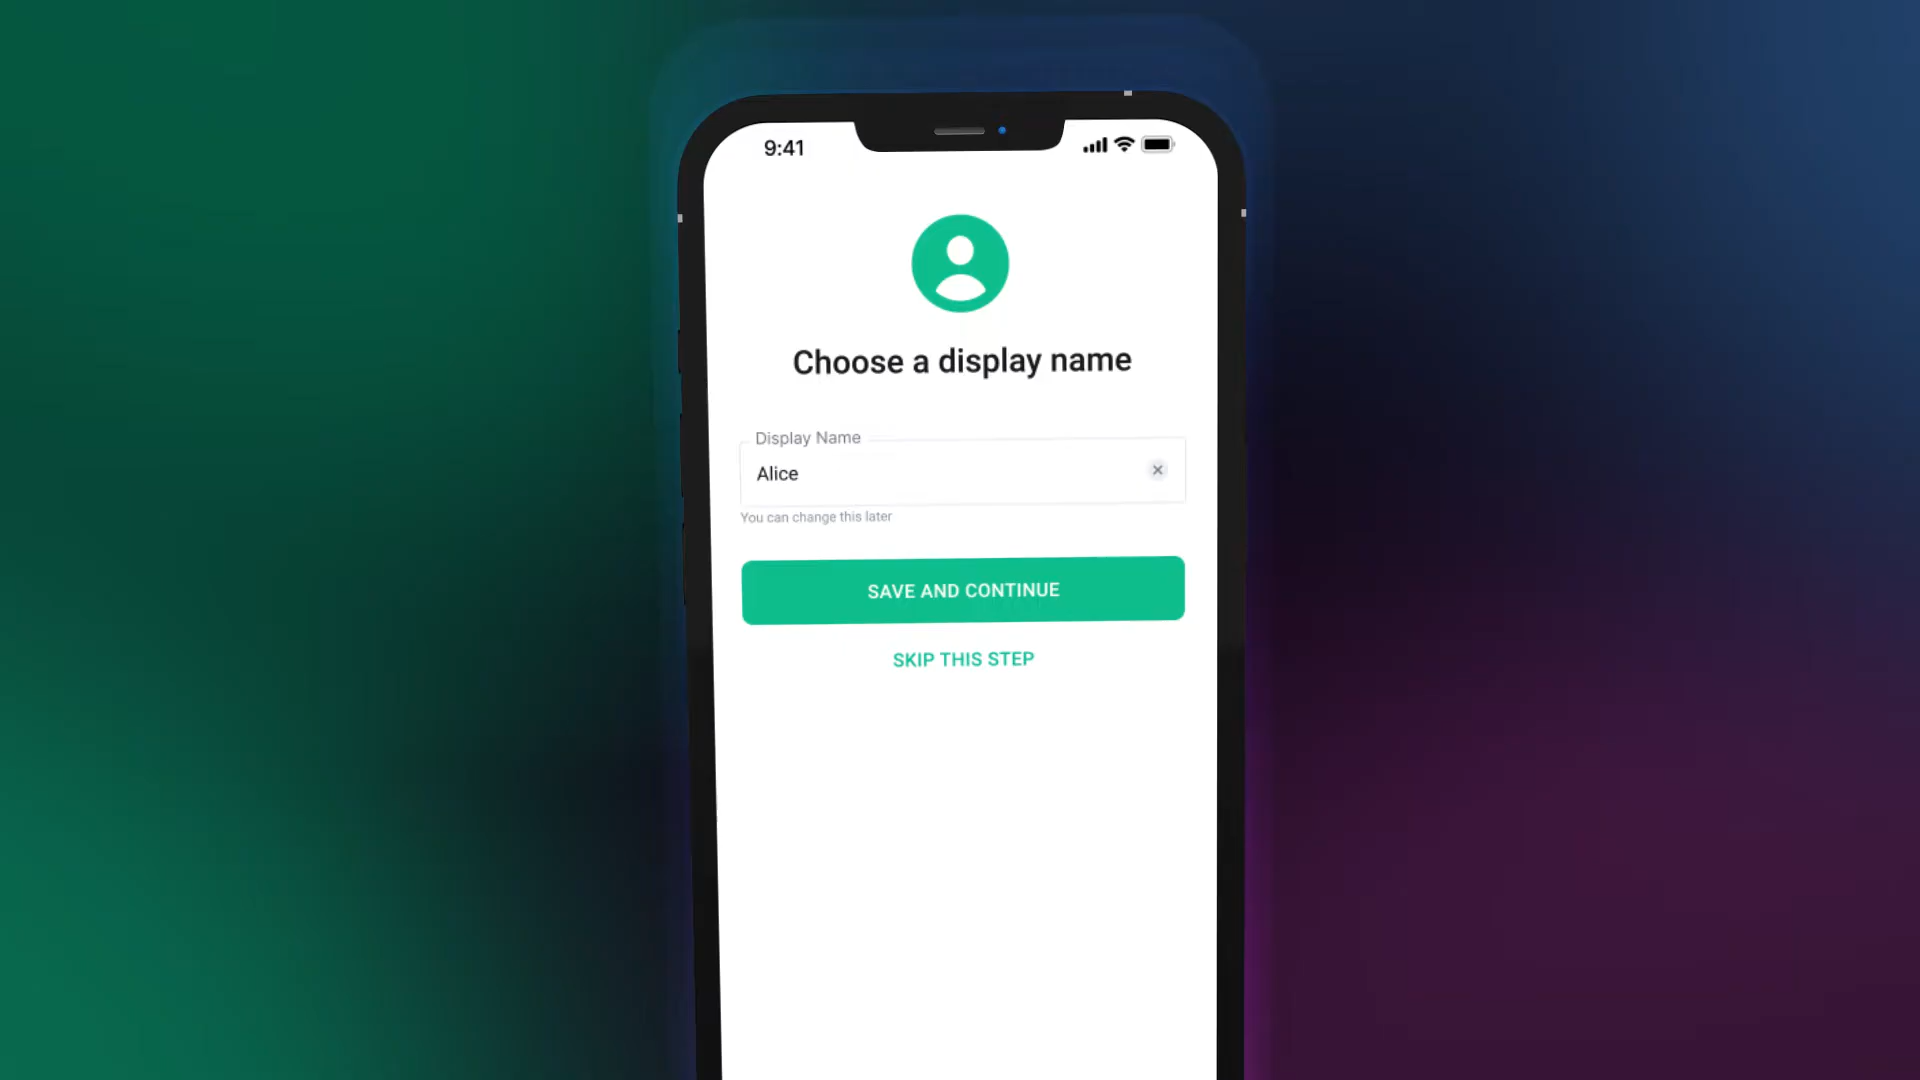 9:41
Choose a display name
Display Name
Alice
You can change this later
SAVE AND CONTINUE
SKIP THIS STEP